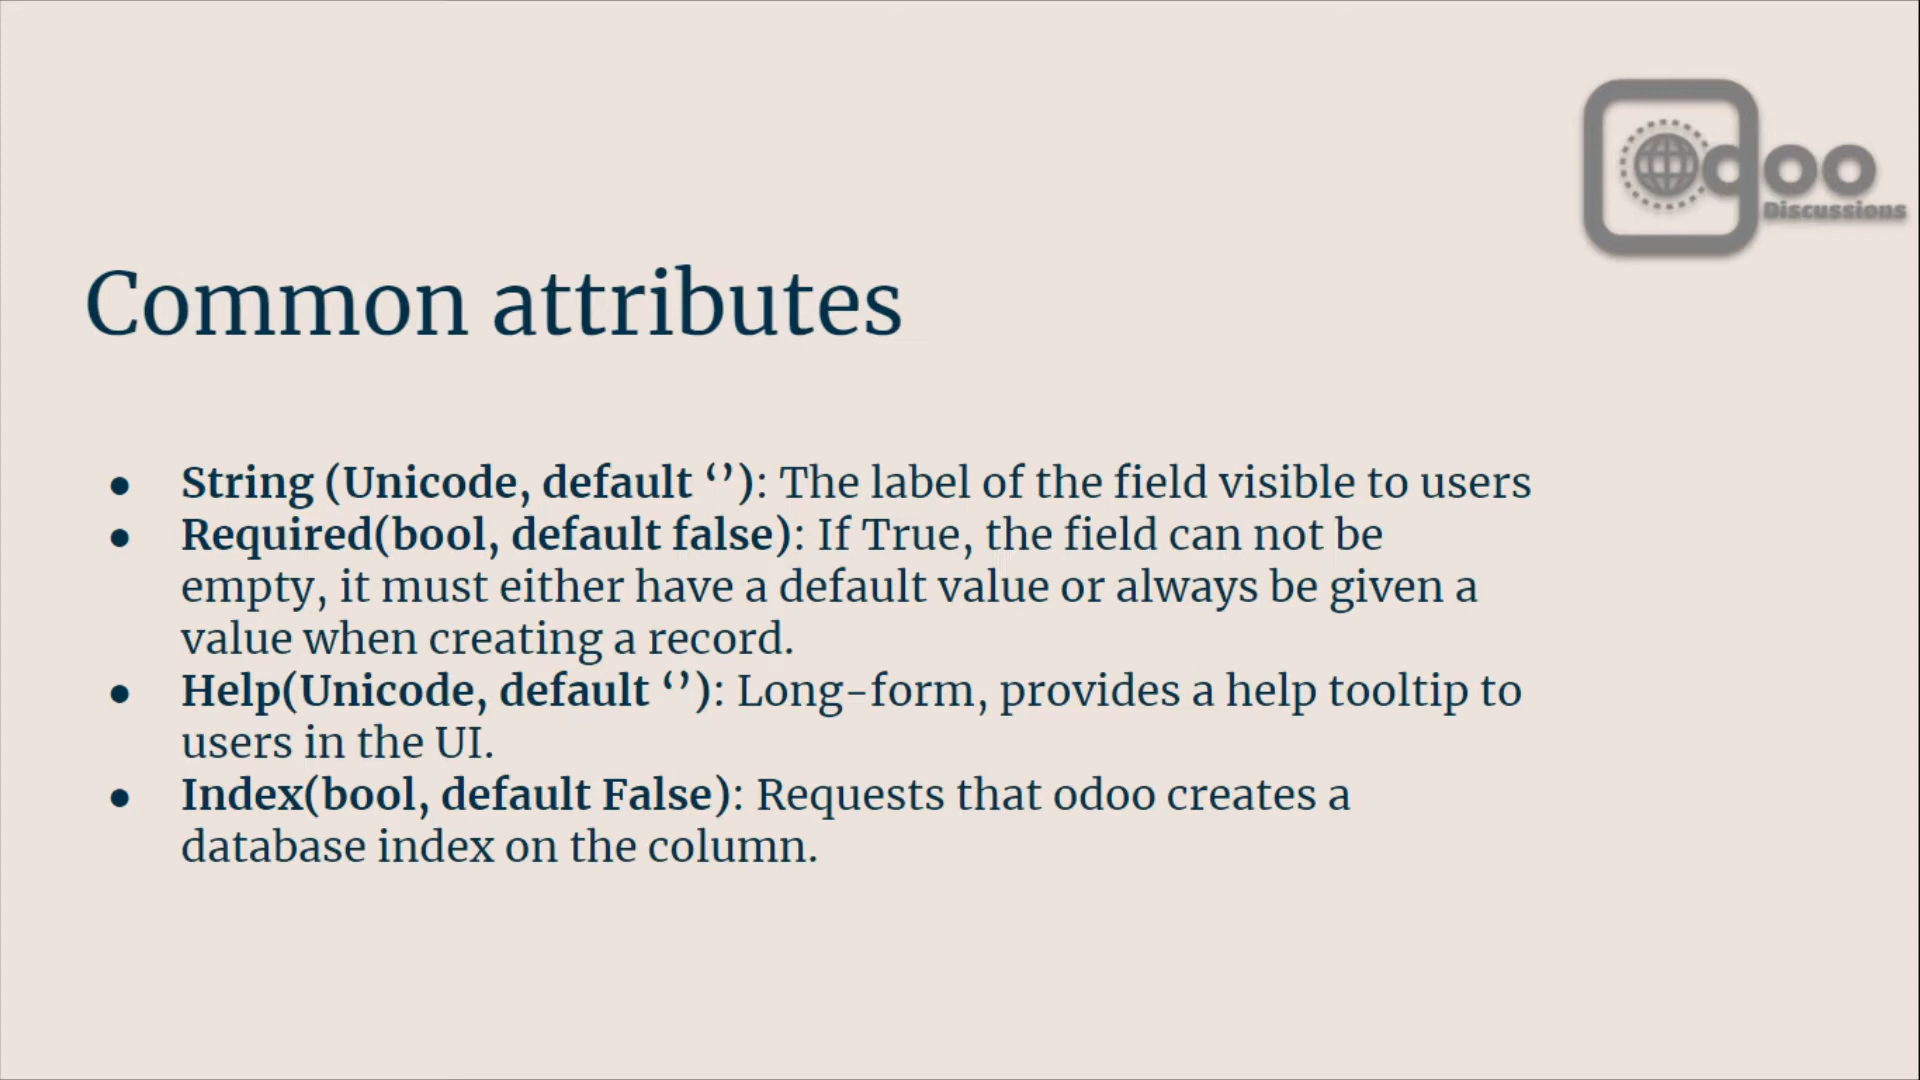 doo
Discussions
Common attributes
● String (Unicode, default ‘’): The label of the field visible to users
● Required(bool, default false): If True, the field can not be
empty, it must either have a default value or always be given a
value when creating a record.
● Help(Unicode, default ‘’): Long-form, provides a help tooltip to
users in the UI.
● Index(bool, default False): Requests that odoo creates a
database index on the column.